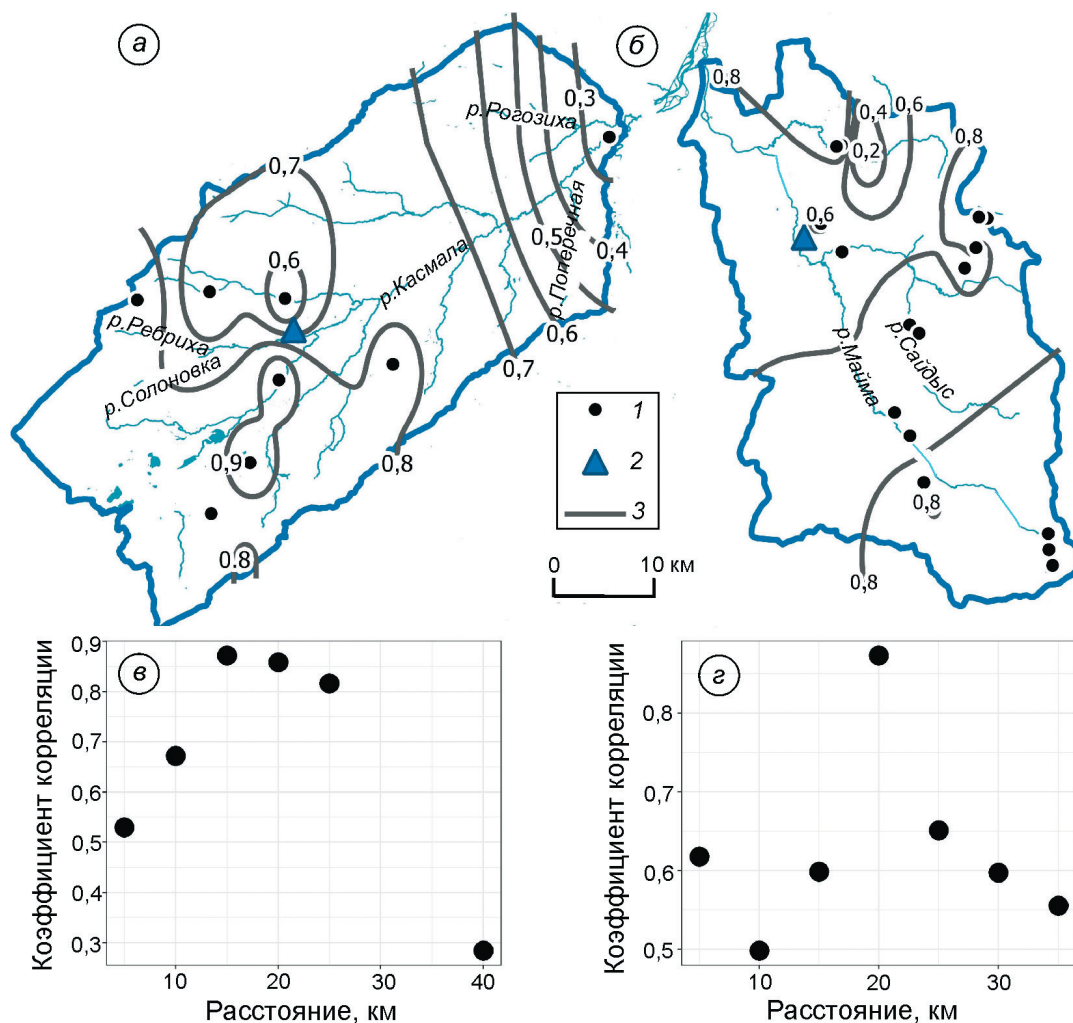 а
б
0,3
р.Рогозиха
0,7
0,6
р.Касмала
0,5
р.Поперечная
0,4
р.Ребриха
р.Солоновка
0,6
0,7
0,9
0,8
0,8
0,8
0,4
0,6
0,2
0,8
0,6
р.Майма
р.Сайдыс
0,8
0,8
1
2
3
0 10 км
в
Коэффициент корреляции
0,9
0,8
0,7
0,6
0,5
0,4
0,3
10 20 30 40
Расстояние, км
г
Коэффициент корреляции
0,8
0,7
0,6
0,5
10 20 30
Расстояние, км